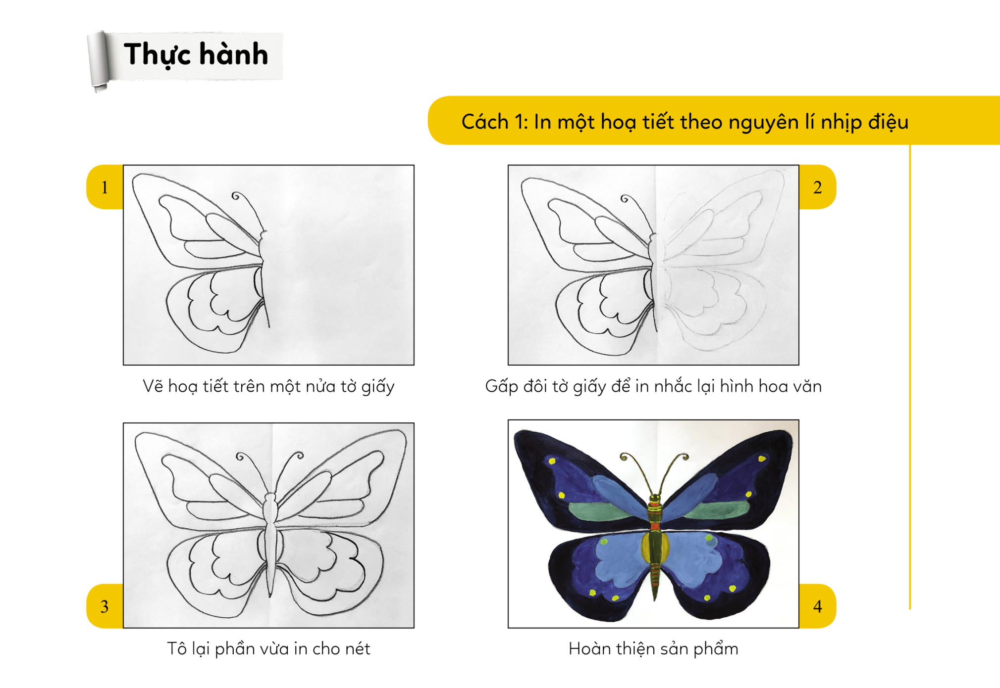 Thực hành
Cách 1: In một hoạ tiết theo nguyên lí nhịp điệu
1
2
Vẽ hoạ tiết trên một nửa tờ giấy
Gấp đôi tờ giấy để in nhắc lại hình hoa văn
3
4
Tô lại phần vừa in cho nét
Hoàn thiện sản phẩm